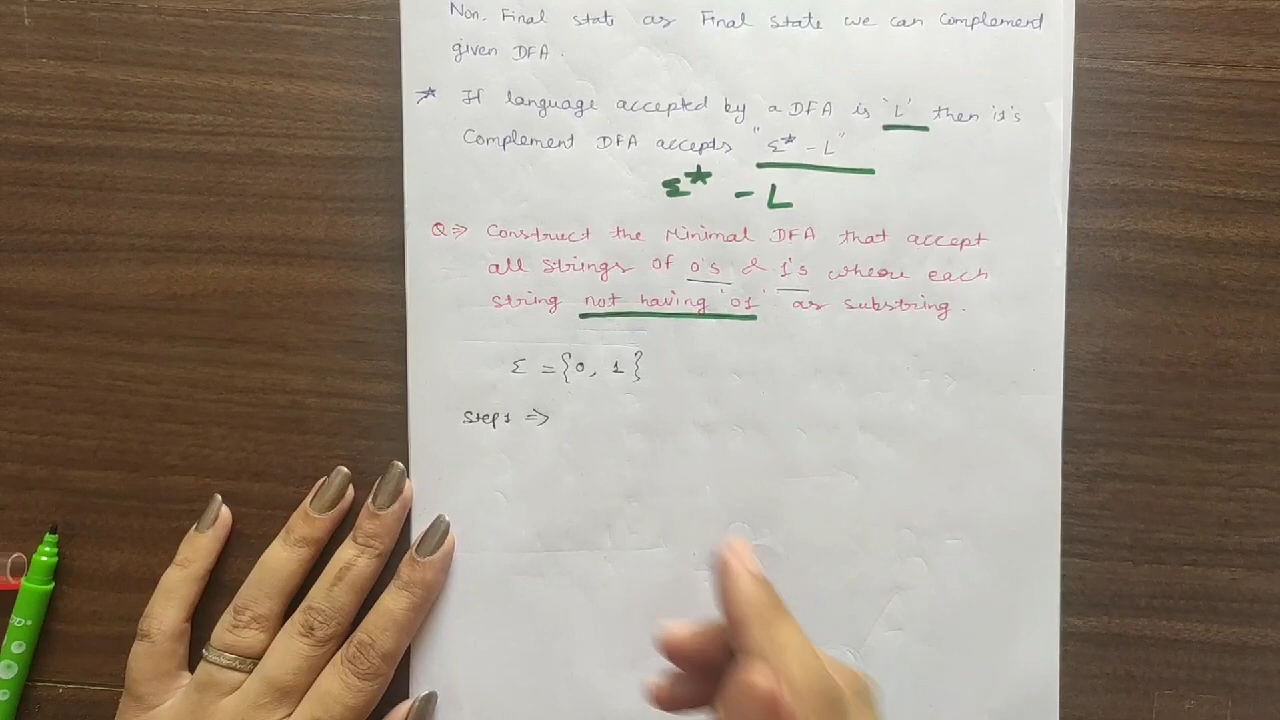 Non. Final state as Final state we can complement
given DFA.
* If language accepted by a DFA is 'L' then it's
Complement DFA accepts "Σ* - L"
Σ* - L
Q ⇒ Construct the Minimal DFA that accept
all strings of 0's & 1's where each
string not having '01' as substring.
Σ = {0, 1}
Step1 ⇒